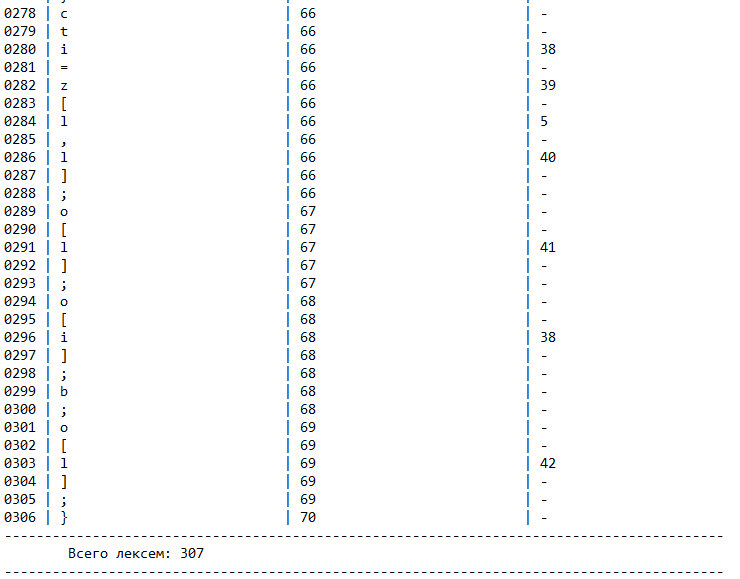 0278 | c | 66 | -
0279 | t | 66 | -
0280 | i | 66 | 38
0281 | = | 66 | -
0282 | z | 66 | 39
0283 | [ | 66 | -
0284 | l | 66 | 5
0285 | , | 66 | -
0286 | l | 66 | 40
0287 | ] | 66 | -
0288 | ; | 66 | -
0289 | o | 67 | -
0290 | [ | 67 | -
0291 | l | 67 | 41
0292 | ] | 67 | -
0293 | ; | 67 | -
0294 | o | 68 | -
0295 | [ | 68 | -
0296 | i | 68 | 38
0297 | ] | 68 | -
0298 | ; | 68 | -
0299 | b | 68 | -
0300 | ; | 68 | -
0301 | o | 69 | -
0302 | [ | 69 | -
0303 | l | 69 | 42
0304 | ] | 69 | -
0305 | ; | 69 | -
0306 | } | 70 | -
------------------------------------------------------------------------------------------
Всего лексем: 307
------------------------------------------------------------------------------------------